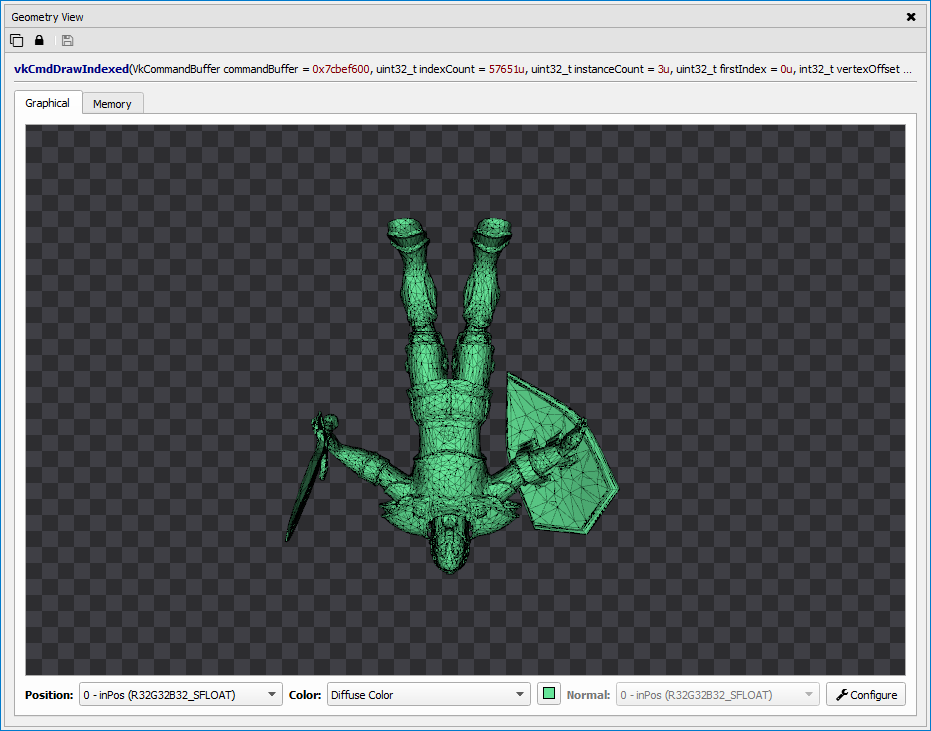 Geometry View
vkCmdDrawIndexed(VkCommandBuffer commandBuffer = 0x7cbef600, uint32_t indexCount = 57651u, uint32_t instanceCount = 3u, uint32_t firstIndex = 0u, int32_t vertexOffset ...
Graphical Memory
Position: 0 - inPos (R32G32B32_SFLOAT) Color: Diffuse Color Normal: 0 - inPos (R32G32B32_SFLOAT) Configure